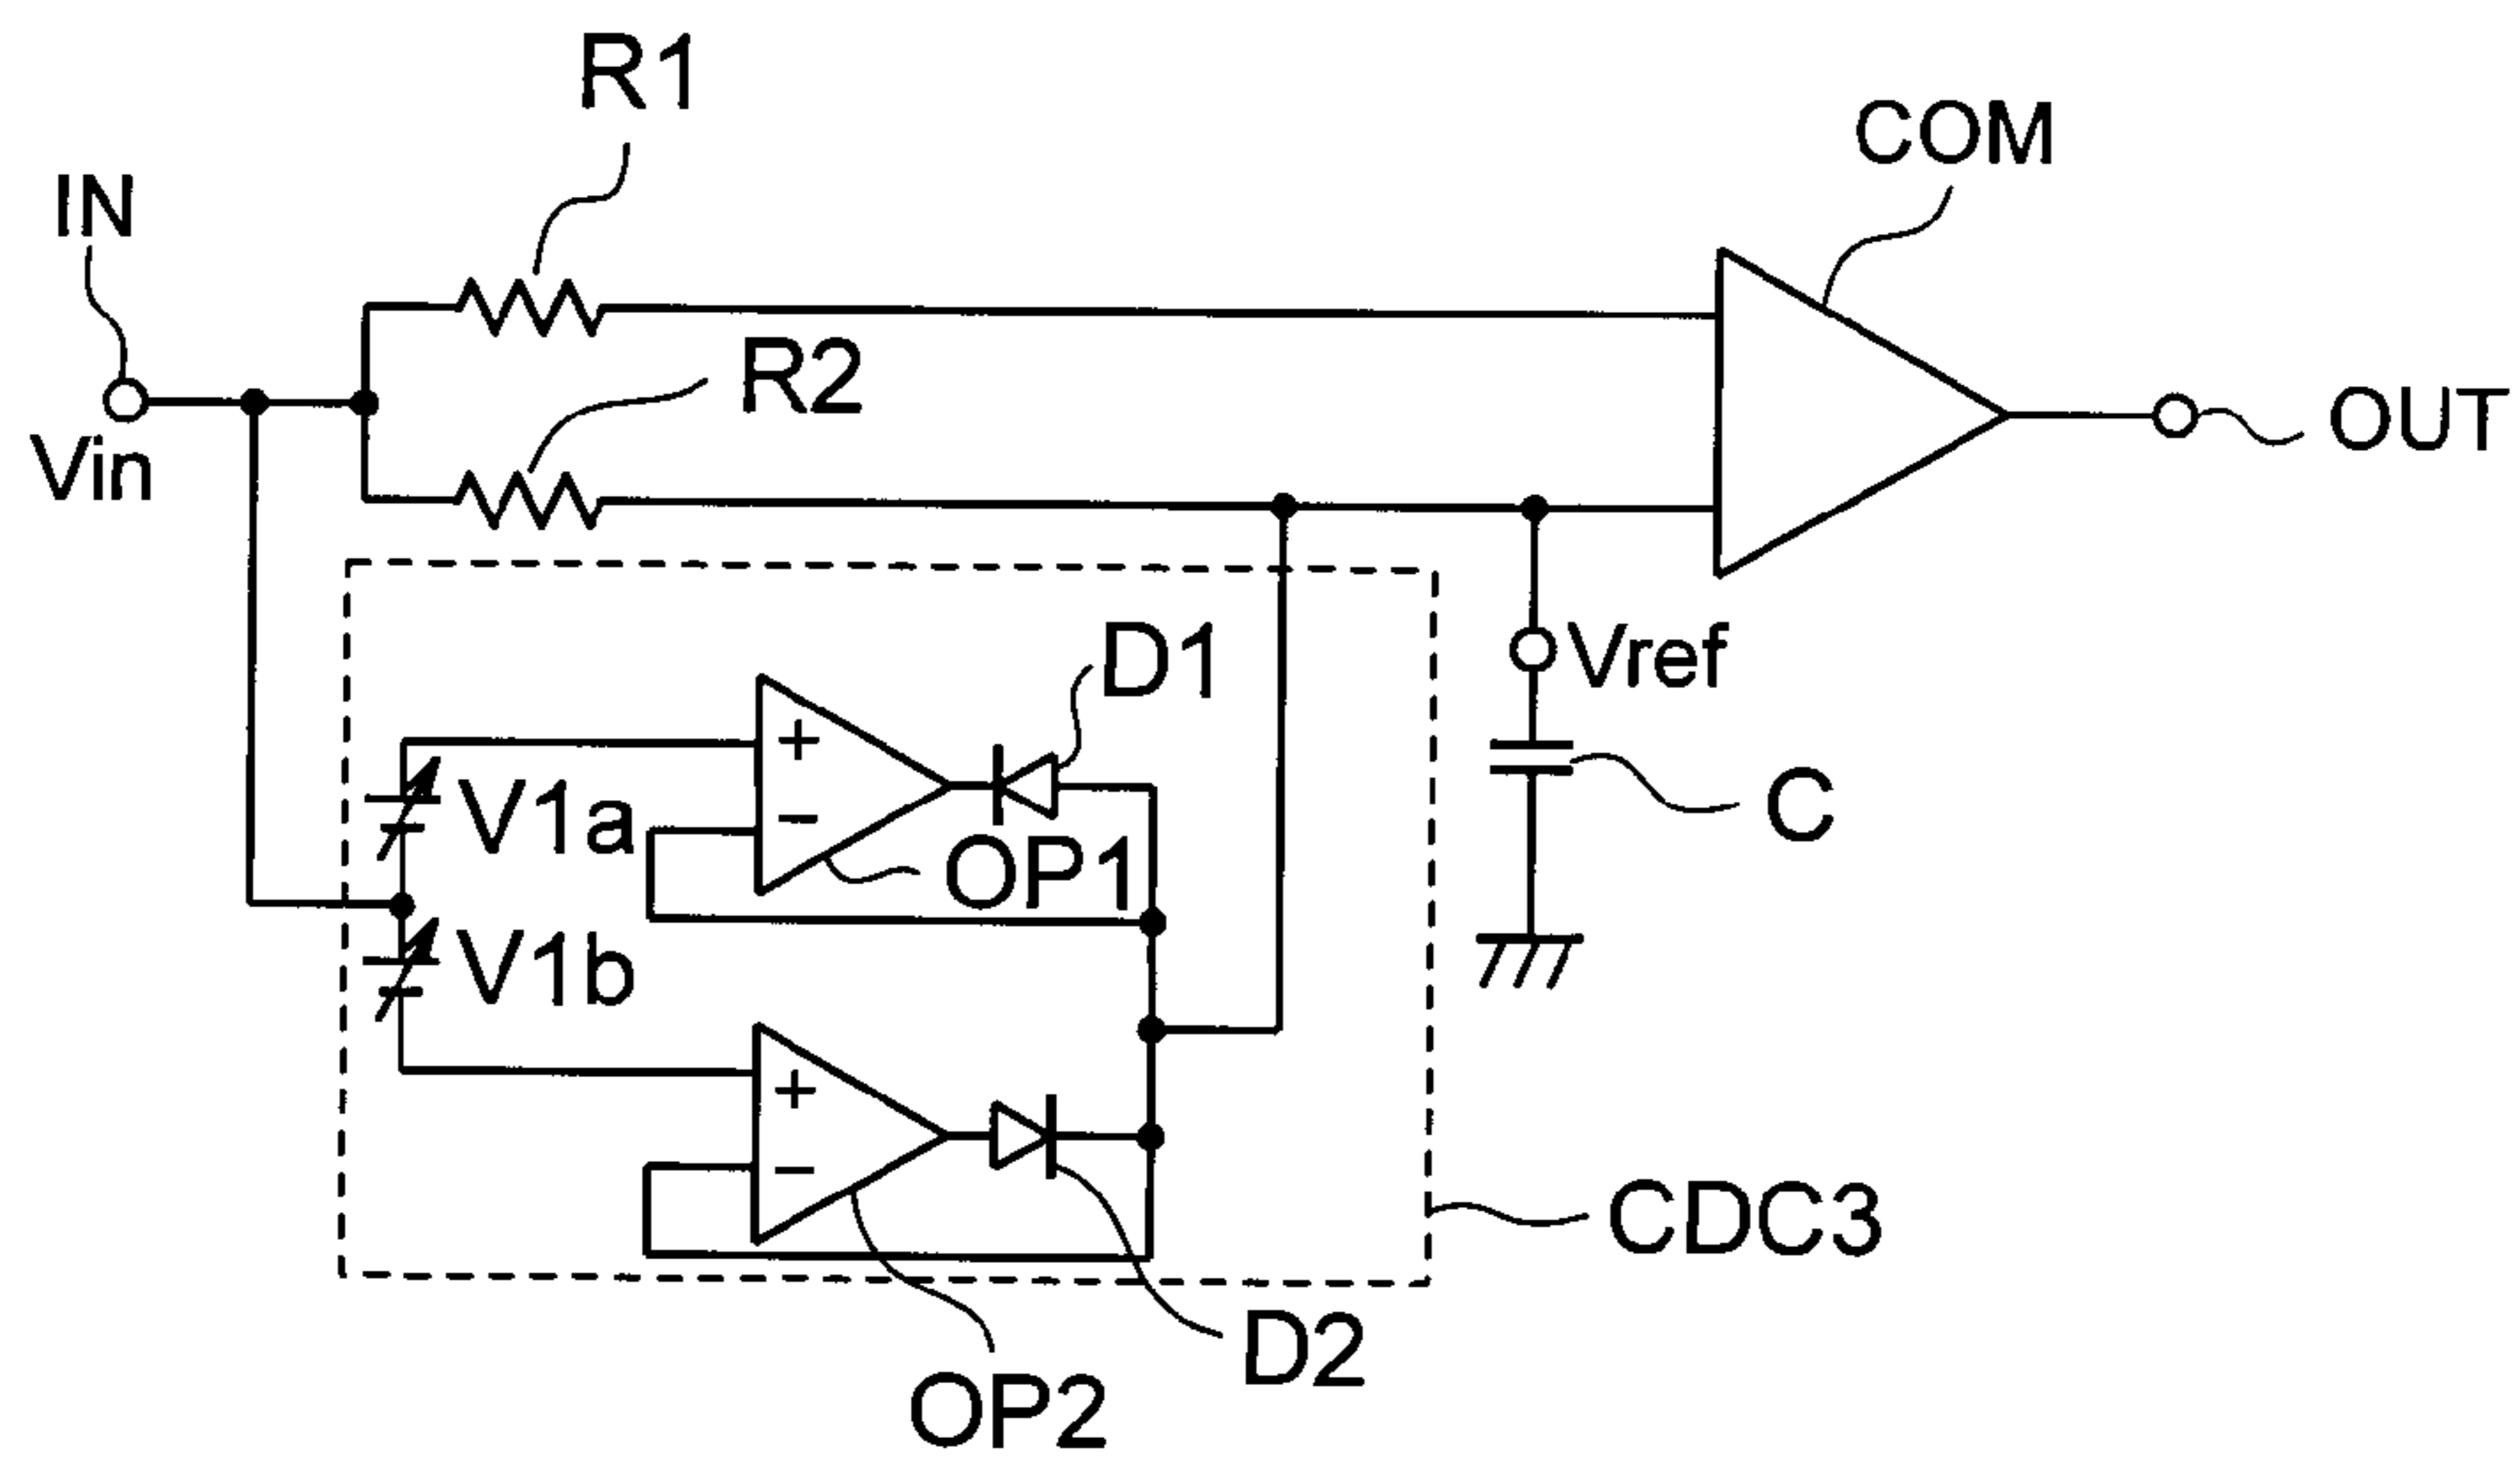 R1
COM
IN
R2
OUT
Vin
D1
Vref
+
V1a
C
−
OP1
V1b
+
−
CDC3
D2
OP2